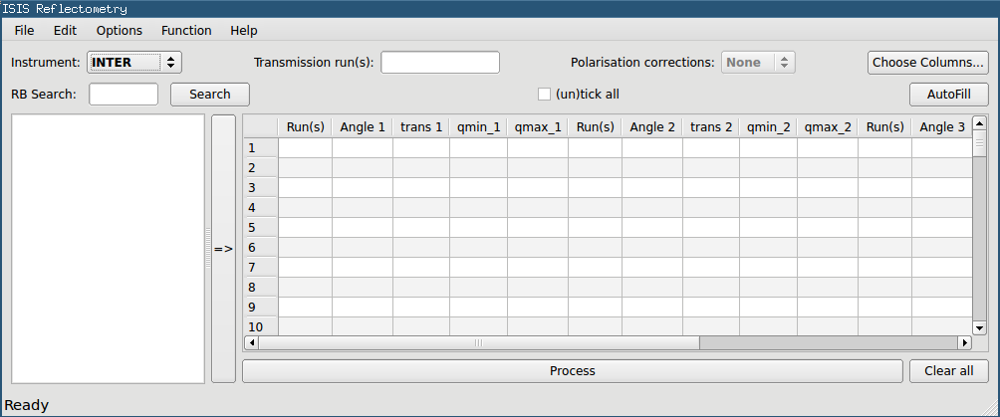 ISIS Reflectometry
File Edit Options Function Help
Instrument: INTER Transmission run(s): Polarisation corrections: None Choose Columns...
RB Search: Search (un)tick all AutoFill
Run(s) Angle 1 trans 1 qmin_1 qmax_1 Run(s) Angle 2 trans 2 qmin_2 qmax_2 Run(s) Angle 3
1
2
3
4
5
6
=>
7
8
9
10
Process Clear all
Ready